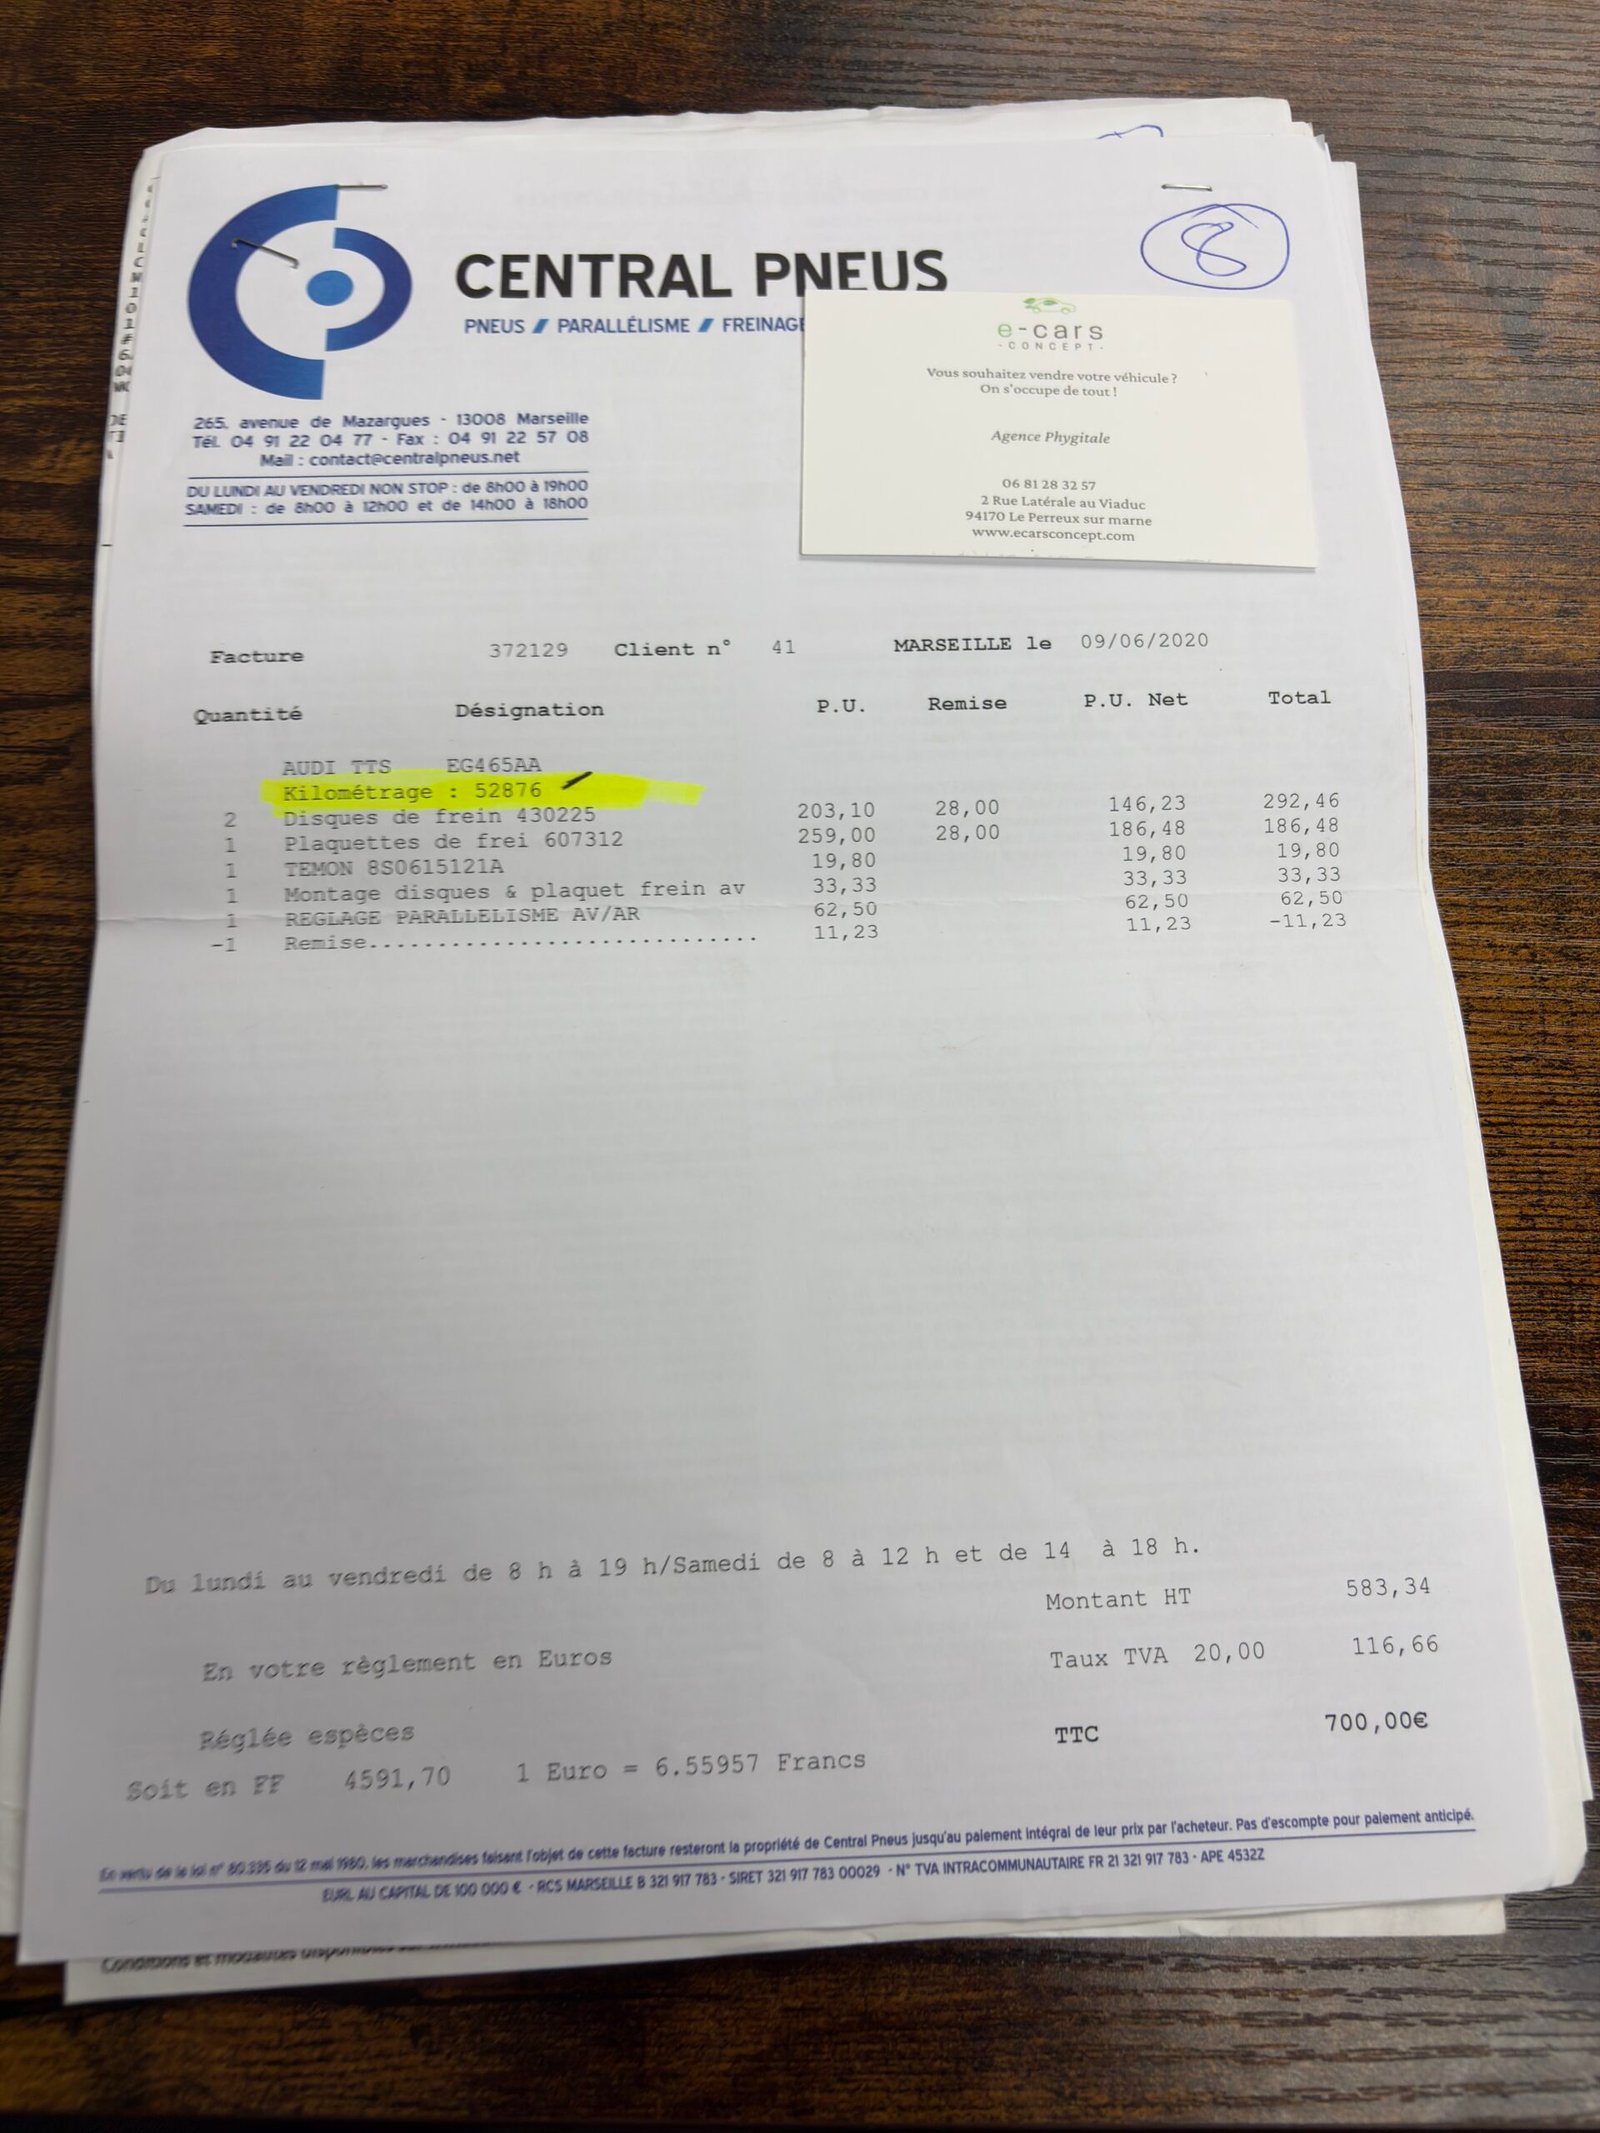 8
CENTRAL PNEUS
PNEUS // PARALLÉLISME // FREINAGE
e-cars
-CONCEPT-
Vous souhaitez vendre votre véhicule ?
On s'occupe de tout !
Agence Phygitale
06 81 28 32 57
2 Rue Latérale au Viaduc
94170 Le Perreux sur marne
www.ecarsconcept.com
265, avenue de Mazargues - 13008 Marseille
Tél. 04 91 22 04 77 - Fax : 04 91 22 57 08
Mail : contact@centralpneus.net
DU LUNDI AU VENDREDI NON STOP : de 8h00 à 19h00
SAMEDI : de 8h00 à 12h00 et de 14h00 à 18h00
Facture 372129 Client n° 41 MARSEILLE le 09/06/2020
Quantité Désignation P.U. Remise P.U. Net Total
AUDI TTS EG465AA
Kilométrage : 52876
2 Disques de frein 430225 203,10 28,00 146,23 292,46
1 Plaquettes de frei 607312 259,00 28,00 186,48 186,48
1 TEMON 8S0615121A 19,80 19,80 19,80
1 Montage disques & plaquet frein av 33,33 33,33 33,33
1 REGLAGE PARALLELISME AV/AR 62,50 62,50 62,50
-1 Remise............................. 11,23 11,23 -11,23
Du lundi au vendredi de 8 h à 19 h/Samedi de 8 à 12 h et de 14 à 18 h.
Montant HT 583,34
En votre règlement en Euros Taux TVA 20,00 116,66
Réglée espèces TTC 700,00€
Soit en FF 4591,70 1 Euro = 6.55957 Francs
En vertu de la loi n° 80.335 du 12 mai 1980, les marchandises faisant l'objet de cette facture resteront la propriété de Central Pneus jusqu'au paiement intégral de leur prix par l'acheteur. Pas d'escompte pour paiement anticipé.
EURL AU CAPITAL DE 100 000 € - RCS MARSEILLE B 321 917 783 - SIRET 321 917 783 00029 - N° TVA INTRACOMMUNAUTAIRE FR 21 321 917 783 - APE 4532Z
Conditions et modalités disponibles